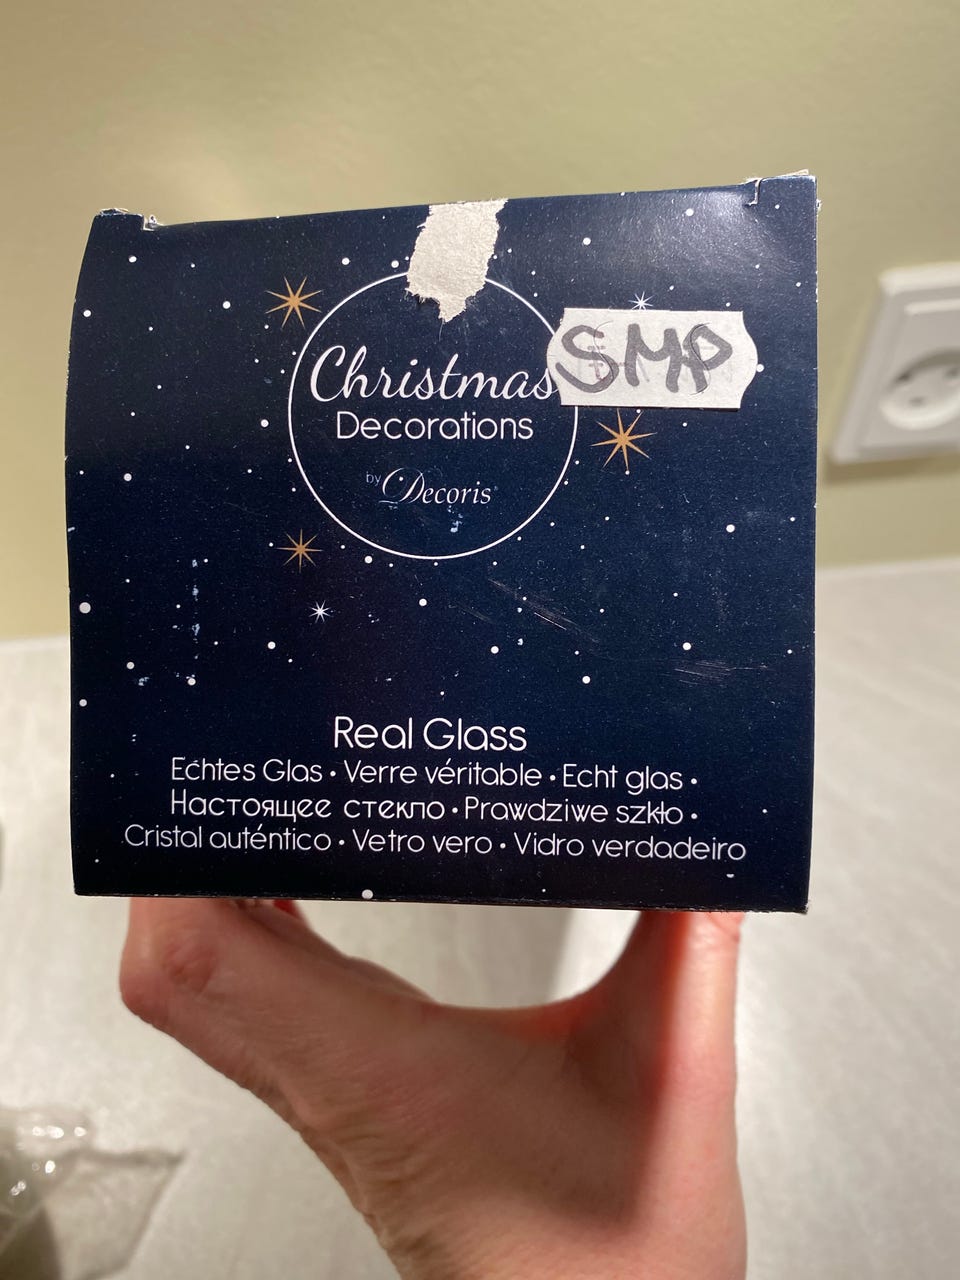 Christmas
SMP
Decorations
by Decoris
Real Glass
Echtes Glas • Verre véritable • Echt glas •
Настоящее стекло • Prawdziwe szkło •
Cristal auténtico • Vetro vero • Vidro verdadeiro